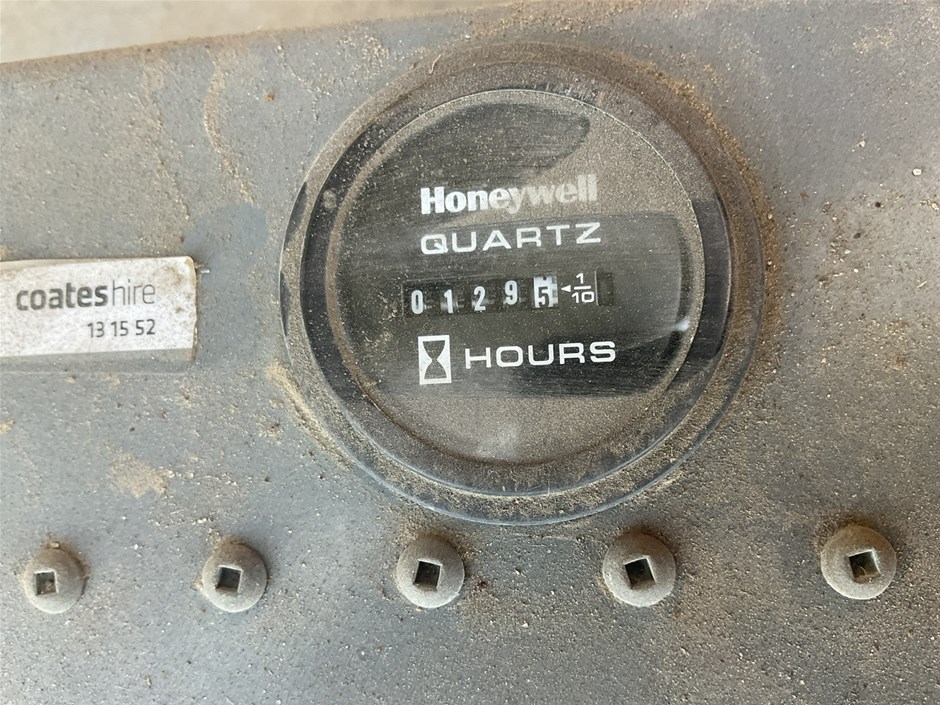 Honeywell
QUARTZ
0 1 2 9 5 ◄ 1/10
HOURS
coateshire
13 15 52